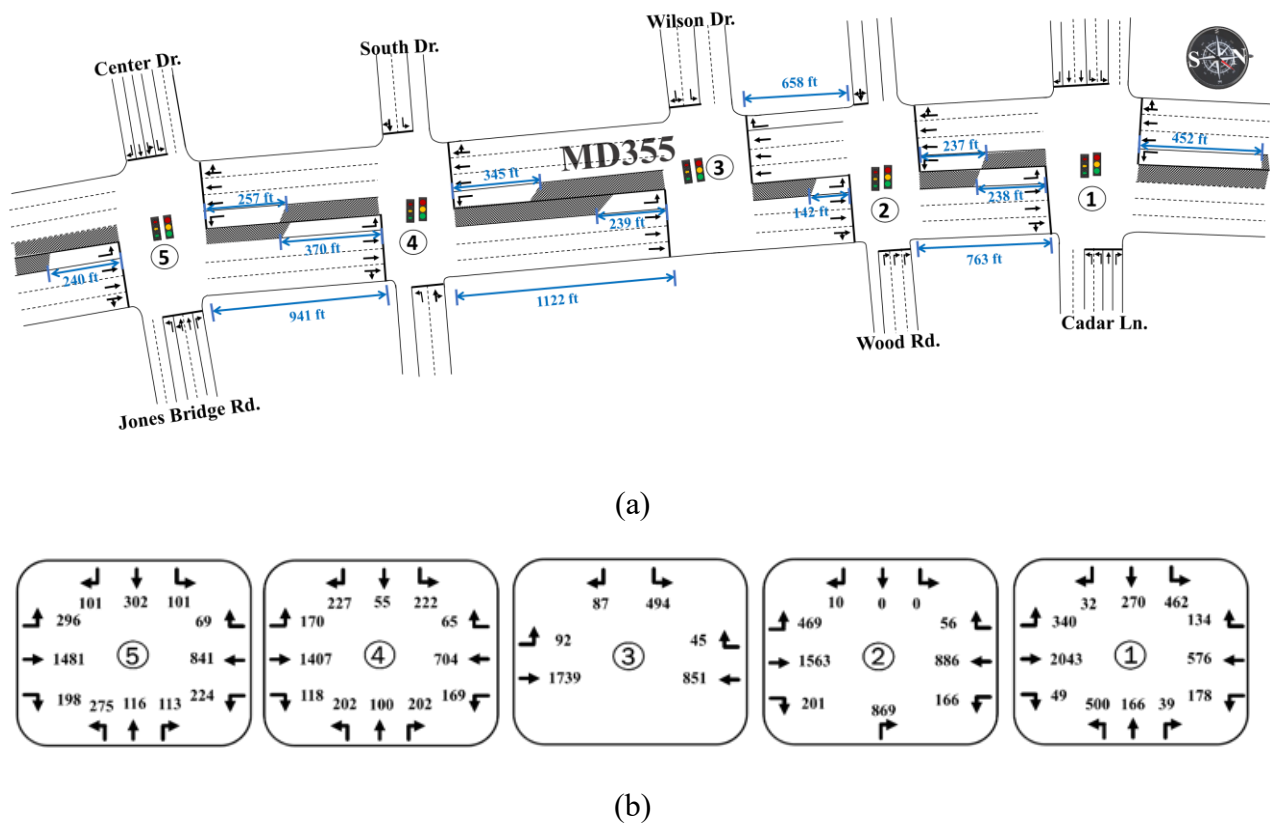 Wilson Dr.
South Dr.
Center Dr.
S N
658 ft
MD355
③
237 ft
452 ft
345 ft
②
①
257 ft
④
142 ft
238 ft
⑤
370 ft
239 ft
240 ft
763 ft
941 ft
1122 ft
Wood Rd.
Cadar Ln.
Jones Bridge Rd.
(a)
101 302 101
296 69
1481 ⑤ 841
198 224
275 116 113
227 55 222
170 65
1407 ④ 704
118 169
202 100 202
87 494
92 45
1739 ③ 851
10 0 0
469 56
1563 ② 886
201 166
869
32 270 462
340 134
2043 ① 576
49 178
500 166 39
(b)